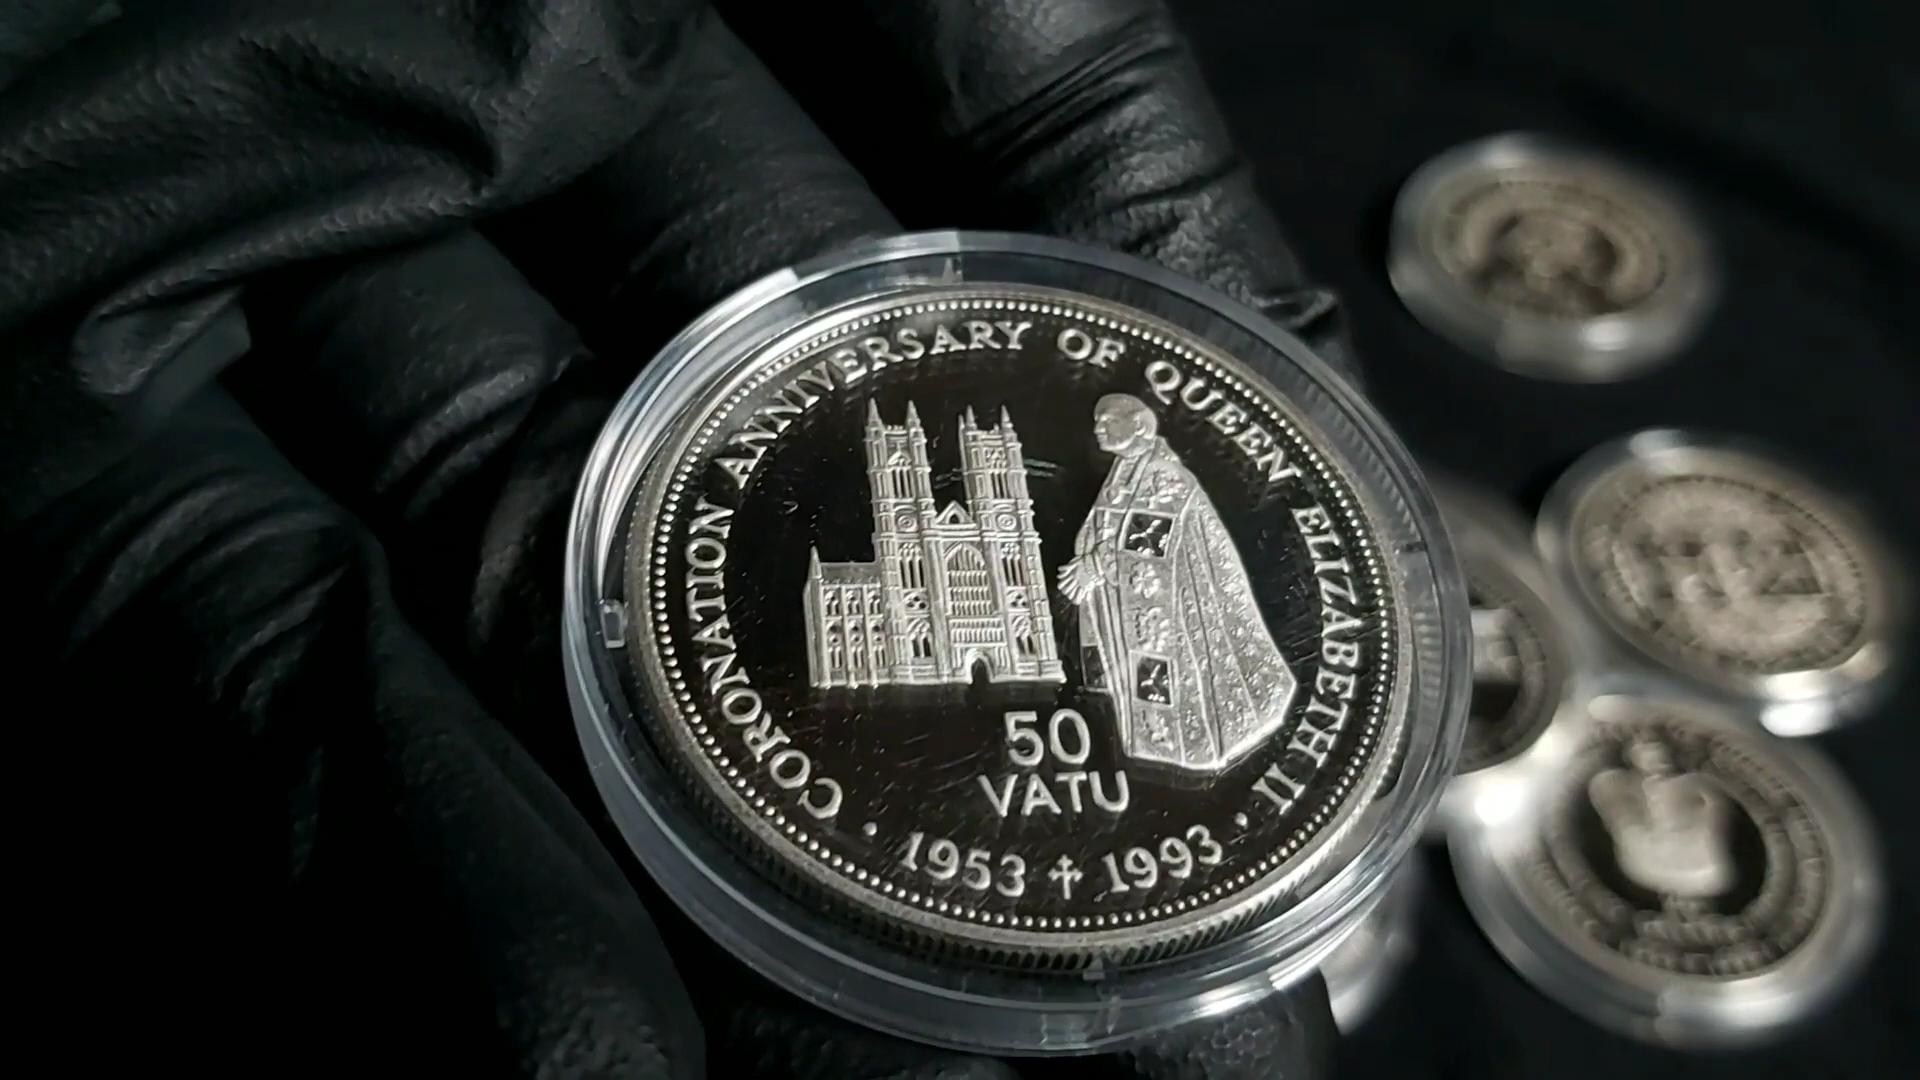 CORONATION ANNIVERSARY OF QUEEN ELIZABETH II
50
VATU
· 1953 ✝ 1993 ·